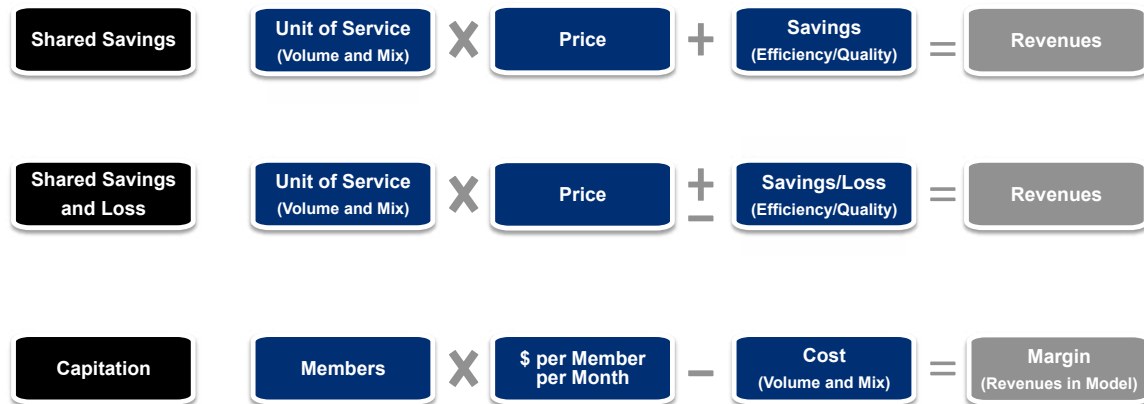 Shared Savings
Unit of Service
(Volume and Mix)
X
Price
+
Savings
(Efficiency/Quality)
=
Revenues
Shared Savings
and Loss
Unit of Service
(Volume and Mix)
X
Price
+
−
Savings/Loss
(Efficiency/Quality)
=
Revenues
Capitation
Members
X
$ per Member
per Month
−
Cost
(Volume and Mix)
=
Margin
(Revenues in Model)